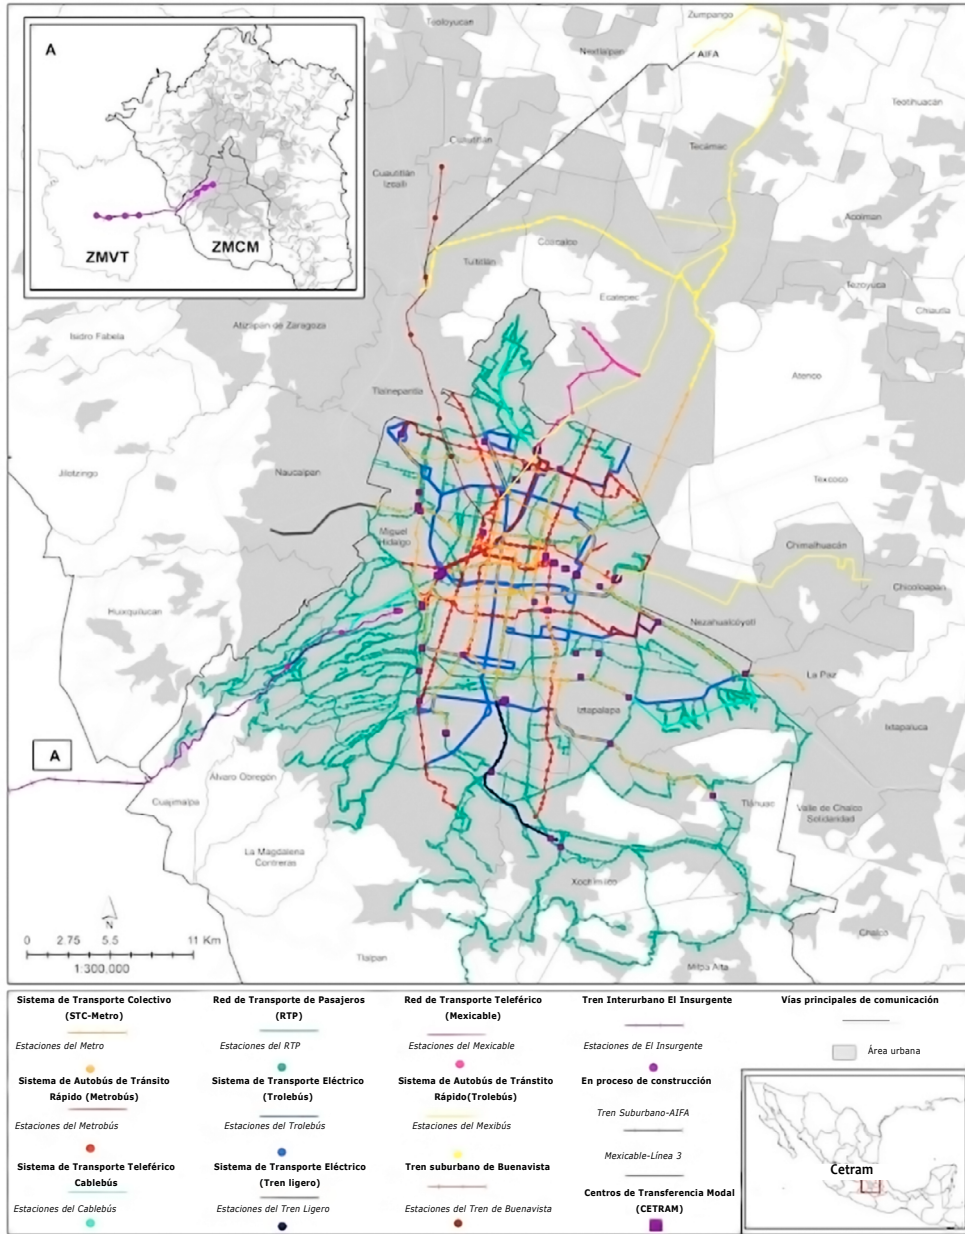 A
ZMVT
ZMCM
Teoloyucan
Zumpango
Nextlalpan
AIFA
Teotihuacán
Cuautitlán
Cuautitlán
Izcalli
Tecámac
Acolman
Coacalco
Tultitlán
Tezoyuca
Ecatepec
Chiautla
Isidro Fabela
Atizapán de Zaragoza
Atenco
Tlalnepantla
Jilotzingo
Naucalpan
Texcoco
Miguel
Hidalgo
Chimalhuacán
Chicoloapan
Huixquilucan
Nezahualcóyotl
La Paz
Iztapalapa
Ixtapaluca
A
Álvaro Obregón
Cuajimalpa
Tláhuac
Valle de Chalco
Solidaridad
La Magdalena
Contreras
Xochimilco
Chalco
N
0 2.75 5.5 11 Km
1:300,000
Tlalpan
Milpa Alta
Sistema de Transporte Colectivo
(STC-Metro)
Estaciones del Metro
Sistema de Autobús de Tránsito
Rápido (Metrobús)
Estaciones del Metrobús
Sistema de Transporte Teleférico
Cablebús
Estaciones del Cablebús
Red de Transporte de Pasajeros
(RTP)
Estaciones del RTP
Sistema de Transporte Eléctrico
(Trolebús)
Estaciones del Trolebús
Sistema de Transporte Eléctrico
(Tren ligero)
Estaciones del Tren Ligero
Red de Transporte Teleférico
(Mexicable)
Estaciones del Mexicable
Sistema de Autobús de Tránstito
Rápido(Trolebús)
Estaciones del Mexibús
Tren suburbano de Buenavista
Estaciones del Tren de Buenavista
Tren Interurbano El Insurgente
Estaciones de El Insurgente
En proceso de construcción
Tren Suburbano-AIFA
Mexicable-Línea 3
Centros de Transferencia Modal
(CETRAM)
Vías principales de comunicación
Área urbana
Cetram